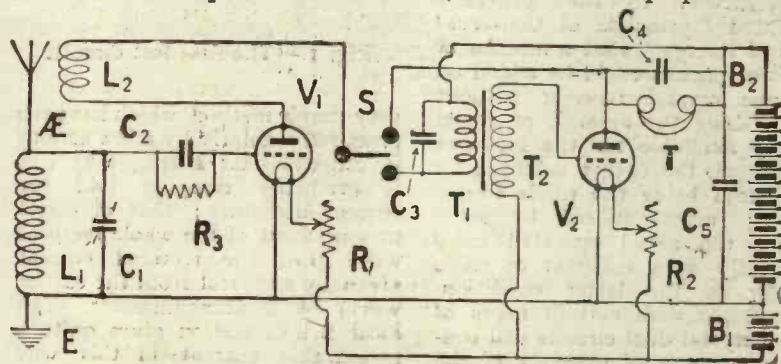 C₄
L₂
V₁
S
B₂
Æ
C₂
T
C₃
T₁
T₂
V₂
C₅
R₃
L₁
C₁
R₁
R₂
E
B₁